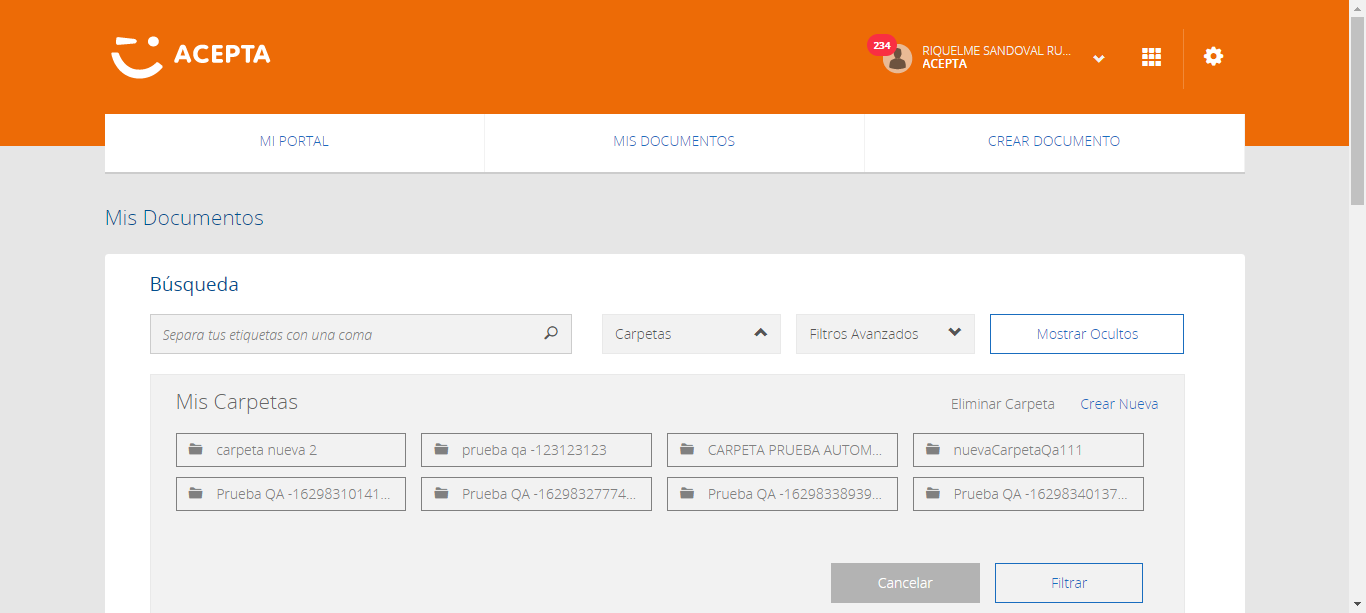 ACEPTA
234
RIQUELME SANDOVAL RU...
ACEPTA
MI PORTAL
MIS DOCUMENTOS
CREAR DOCUMENTO
Mis Documentos
Búsqueda
Separa tus etiquetas con una coma
Carpetas
Filtros Avanzados
Mostrar Ocultos
Mis Carpetas
Eliminar Carpeta
Crear Nueva
carpeta nueva 2
prueba qa -123123123
CARPETA PRUEBA AUTOM...
nuevaCarpetaQa111
Prueba QA -16298310141...
Prueba QA -16298327774...
Prueba QA -16298338939...
Prueba QA -16298340137...
Cancelar
Filtrar